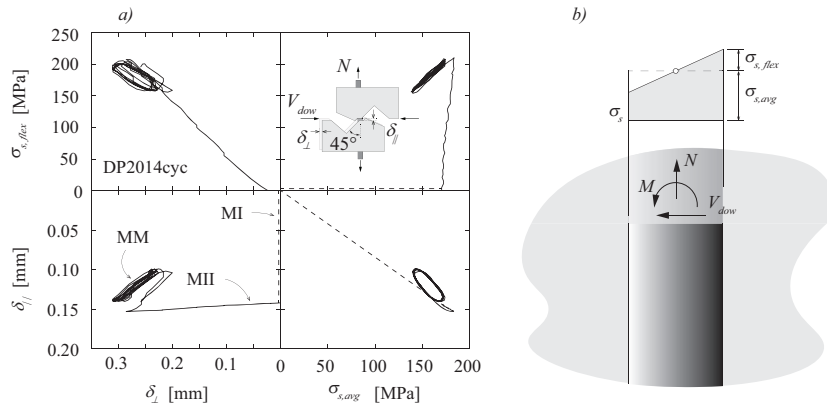 a)
b)
250
200
150
100
50
0
σs,flex [MPa]
DP2014cyc
N
Vdow
δ⊥
45°
δ//
0.05
0.10
0.15
0.20
δ// [mm]
MI
MM
MII
0.3
0.2
0.1
0
50
100
150
200
δ⊥ [mm]
σs,avg [MPa]
σs,flex
σs,avg
σs
N
M
Vdow